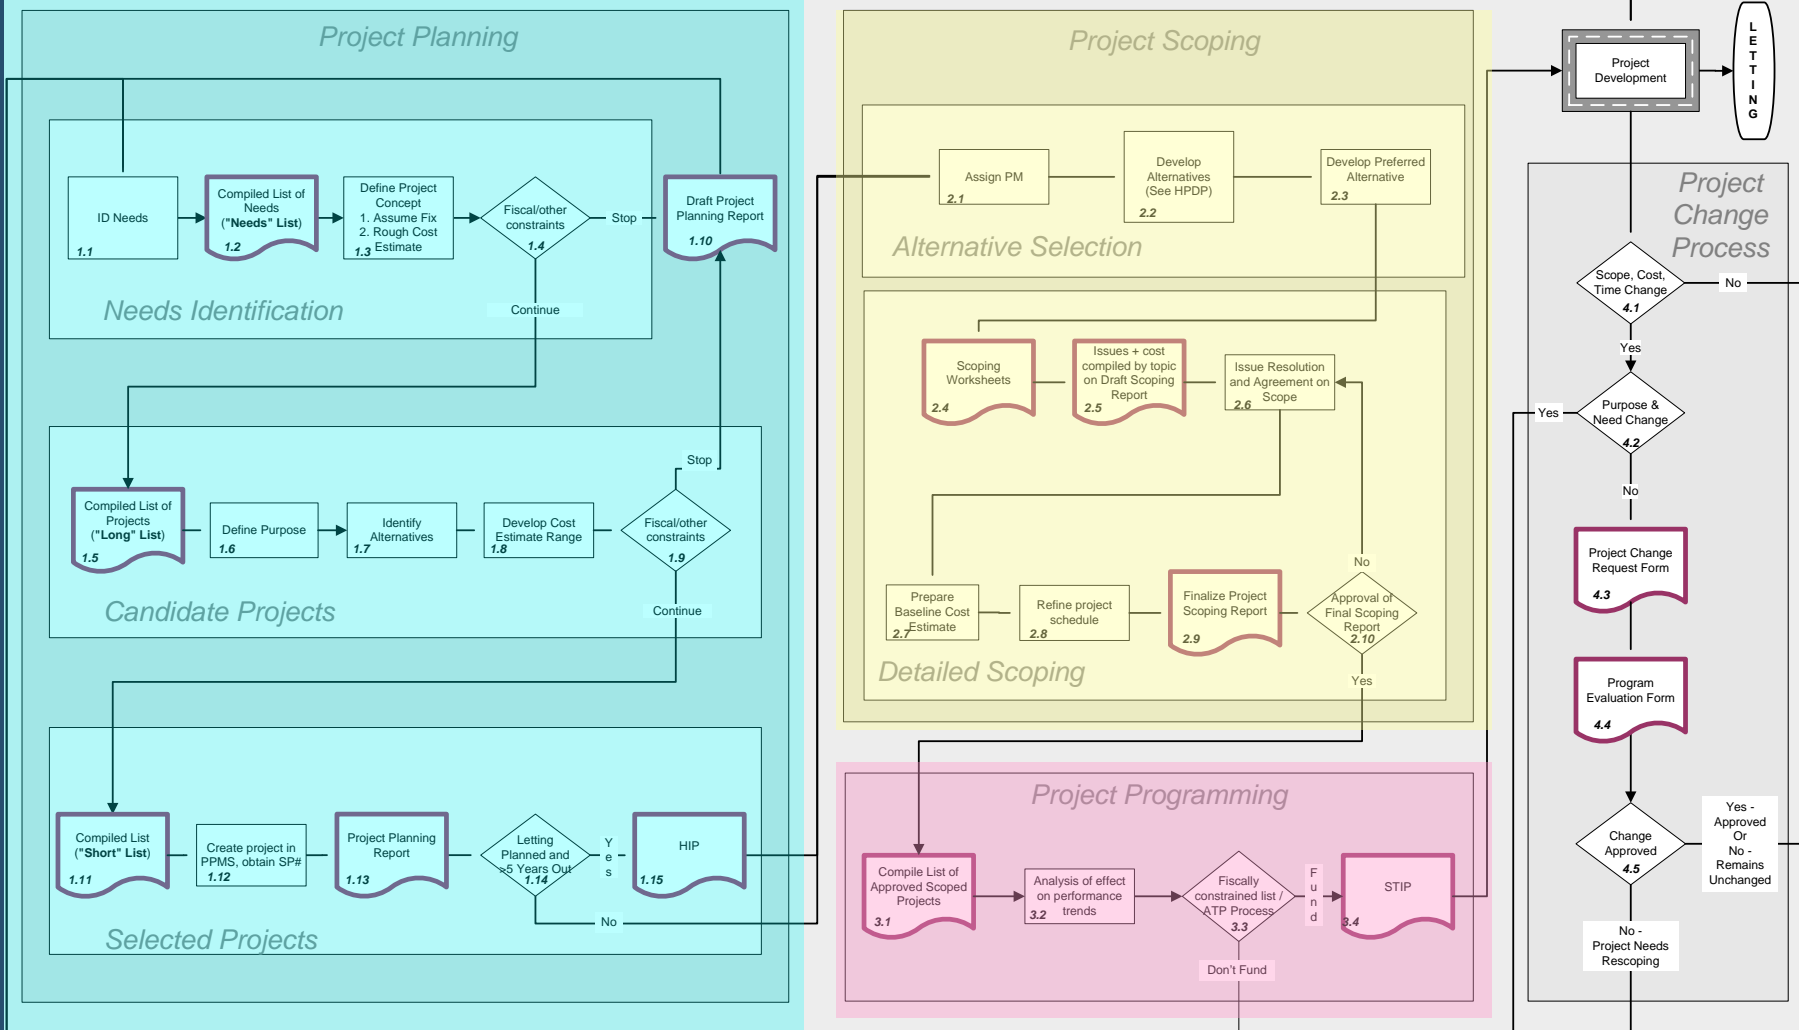 Project Planning
ID Needs
1.1
Compiled List of
Needs
("Needs" List)
1.2
Define Project
Concept
1. Assume Fix
2. Rough Cost
Estimate
1.3
Fiscal/other
constraints
1.4
Stop
Draft Project
Planning Report
1.10
Continue
Needs Identification
Stop
Compiled List of
Projects
("Long" List)
1.5
Define Purpose
1.6
Identify
Alternatives
1.7
Develop Cost
Estimate Range
1.8
Fiscal/other
constraints
1.9
Continue
Candidate Projects
Compiled List
("Short" List)
1.11
Create project in
PPMS, obtain SP#
1.12
Project Planning
Report
1.13
Letting
Planned and
>5 Years Out
1.14
Y
e
s
HIP
1.15
No
Selected Projects
Project Scoping
Assign PM
2.1
Develop
Alternatives
(See HPDP)
2.2
Develop Preferred
Alternative
2.3
Alternative Selection
Scoping
Worksheets
2.4
Issues + cost
compiled by topic
on Draft Scoping
Report
2.5
Issue Resolution
and Agreement on
Scope
2.6
No
Prepare
Baseline Cost
Estimate
2.7
Refine project
schedule
2.8
Finalize Project
Scoping Report
2.9
Approval of
Final Scoping
Report
2.10
Detailed Scoping
Yes
Project Programming
Compile List of
Approved Scoped
Projects
3.1
Analysis of effect
on performance
trends
3.2
Fiscally
constrained list /
ATP Process
3.3
F
u
n
d
STIP
3.4
Don't Fund
Project
Development
L
E
T
T
I
N
G
Project
Change
Process
Scope, Cost,
Time Change
4.1
No
Yes
Purpose &
Need Change
4.2
Yes
No
Project Change
Request Form
4.3
Program
Evaluation Form
4.4
Change
Approved
4.5
Yes -
Approved
Or
No -
Remains
Unchanged
No -
Project Needs
Rescoping